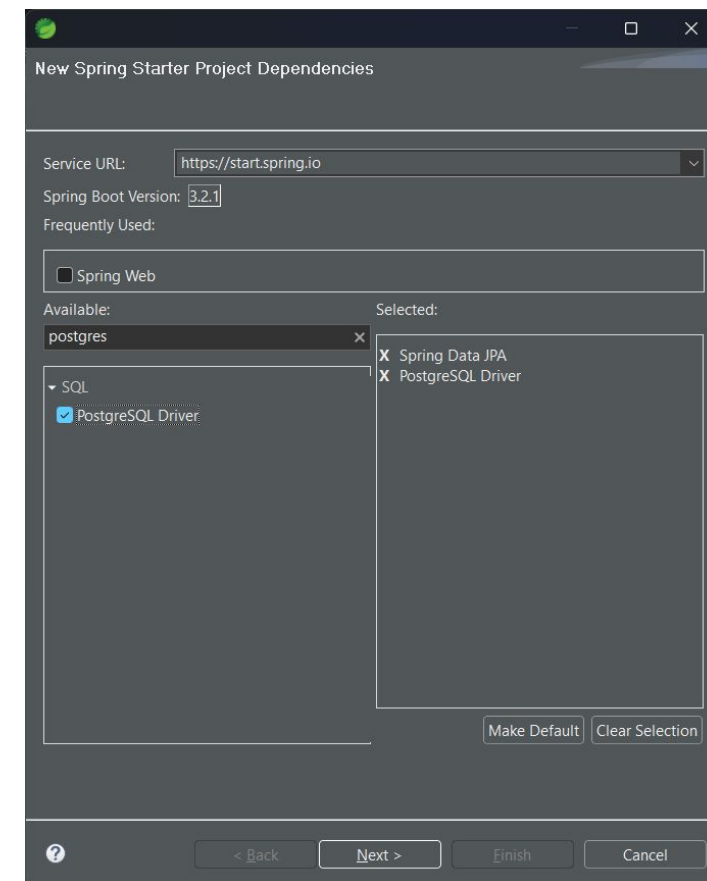 New Spring Starter Project Dependencies
Service URL: https://start.spring.io
Spring Boot Version: 3.2.1
Frequently Used:
Spring Web
Available:
postgres
SQL
PostgreSQL Driver
Selected:
X Spring Data JPA
X PostgreSQL Driver
Make Default Clear Selection
? < Back Next > Finish Cancel